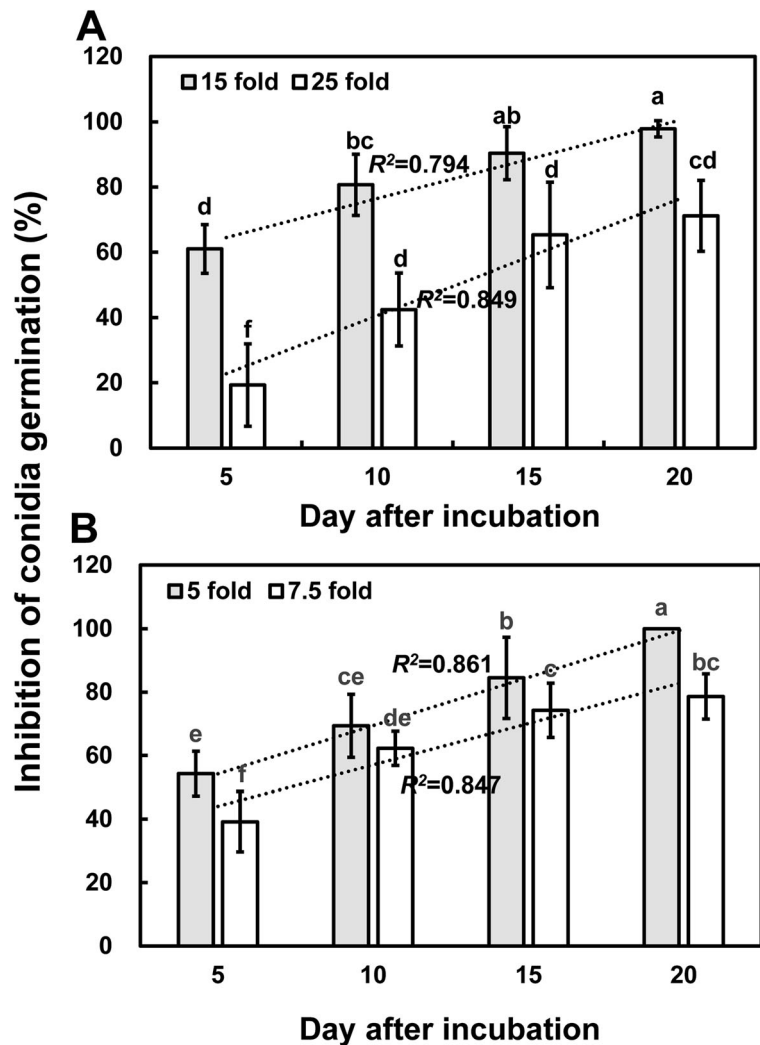 A
Inhibition of conidia germination (%)
120
100
80
60
40
20
0
15 fold 25 fold
d
f
bc
d
ab
d
a
cd
R²=0.794
R²=0.849
5 10 15 20
Day after incubation
B
120
100
80
60
40
20
0
5 fold 7.5 fold
e
f
ce
de
b
c
a
bc
R²=0.861
R²=0.847
5 10 15 20
Day after incubation